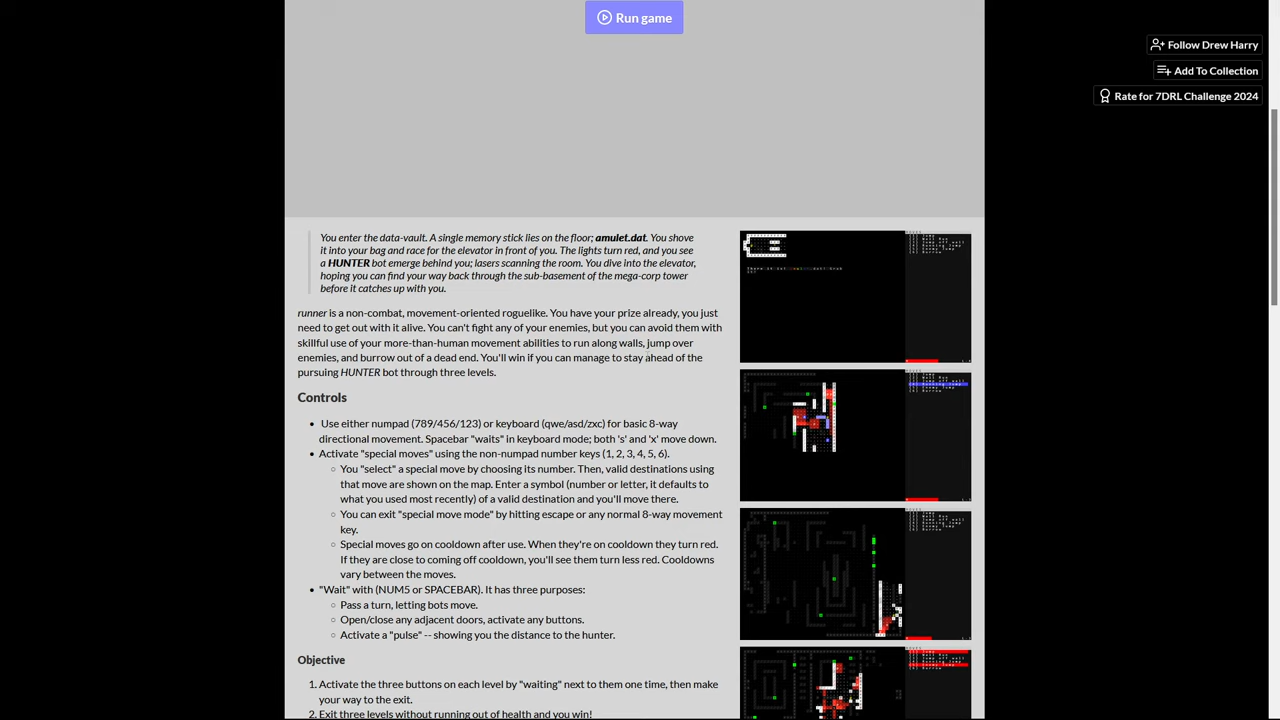 Run game
Follow Drew Harry
Add To Collection
Rate for 7DRL Challenge 2024
You enter the data-vault. A single memory stick lies on the floor; amulet.dat. You shove
it into your bag and race for the elevator in front of you. The lights turn red, and you see
a HUNTER bot emerge behind you; lasers scanning the room. You dive into the elevator,
hoping you can find your way back through the sub-basement of the mega-corp tower
before it catches up with you.
runner is a non-combat, movement-oriented roguelike. You have your prize already, you just
need to get out with it alive. You can't fight any of your enemies, but you can avoid them with
skillful use of your more-than-human movement abilities to run along walls, jump over
enemies, and burrow out of a dead end. You'll win if you can manage to stay ahead of the
pursuing HUNTER bot through three levels.
Controls
• Use either numpad (789/456/123) or keyboard (qwe/asd/zxc) for basic 8-way
directional movement. Spacebar "waits" in keyboard mode; both 's' and 'x' move down.
• Activate "special moves" using the non-numpad number keys (1, 2, 3, 4, 5, 6).
◦ You "select" a special move by choosing its number. Then, valid destinations using
that move are shown on the map. Enter a symbol (number or letter, it defaults to
what you used most recently) of a valid destination and you'll move there.
◦ You can exit "special move mode" by hitting escape or any normal 8-way movement
key.
◦ Special moves go on cooldown after use. When they're on cooldown they turn red.
If they are close to coming off cooldown, you'll see them turn less red. Cooldowns
vary between the moves.
• "Wait" with (NUM5 or SPACEBAR). It has three purposes:
◦ Pass a turn, letting bots move.
◦ Open/close any adjacent doors, activate any buttons.
◦ Activate a "pulse" -- showing you the distance to the hunter.
Objective
1. Activate the three buttons on each level by "waiting" next to them one time, then make
your way to the exit.
2. Exit three levels without running out of health and you win!